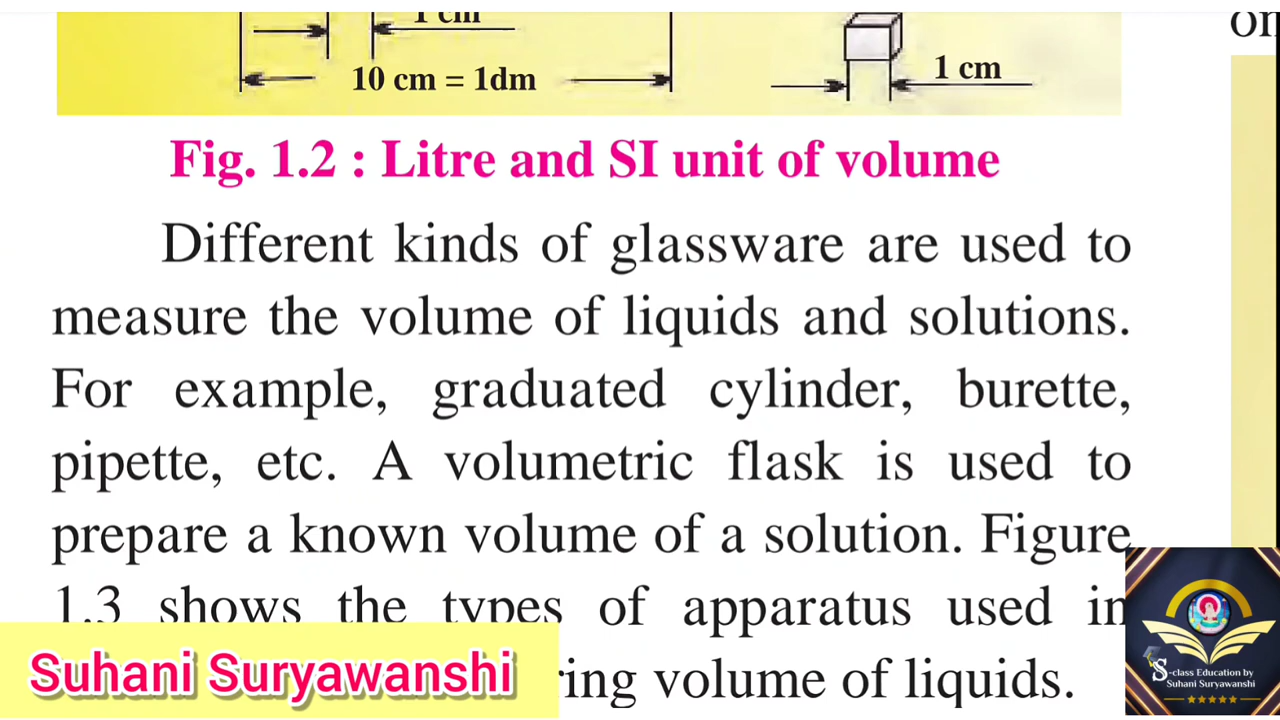 1 cm
10 cm = 1dm
1 cm
on
Fig. 1.2 : Litre and SI unit of volume
Different kinds of glassware are used to
measure the volume of liquids and solutions.
For example, graduated cylinder, burette,
pipette, etc. A volumetric flask is used to
prepare a known volume of a solution. Figure
1.3 shows the types of apparatus used in
ring volume of liquids.
Suhani Suryawanshi
S-class Education by
Suhani Suryawanshi